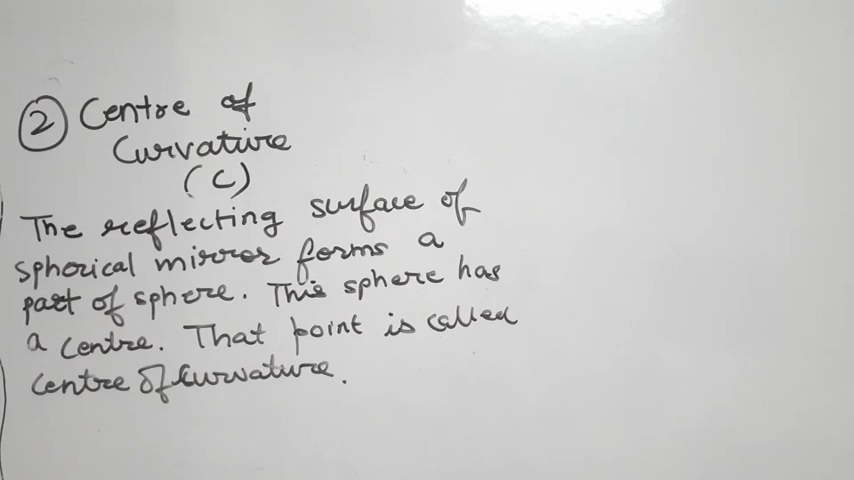 ② Centre of
Curvature
(C)
The reflecting surface of
spherical mirror forms a
part of sphere. This sphere has
a centre. That point is called
centre of Curvature.